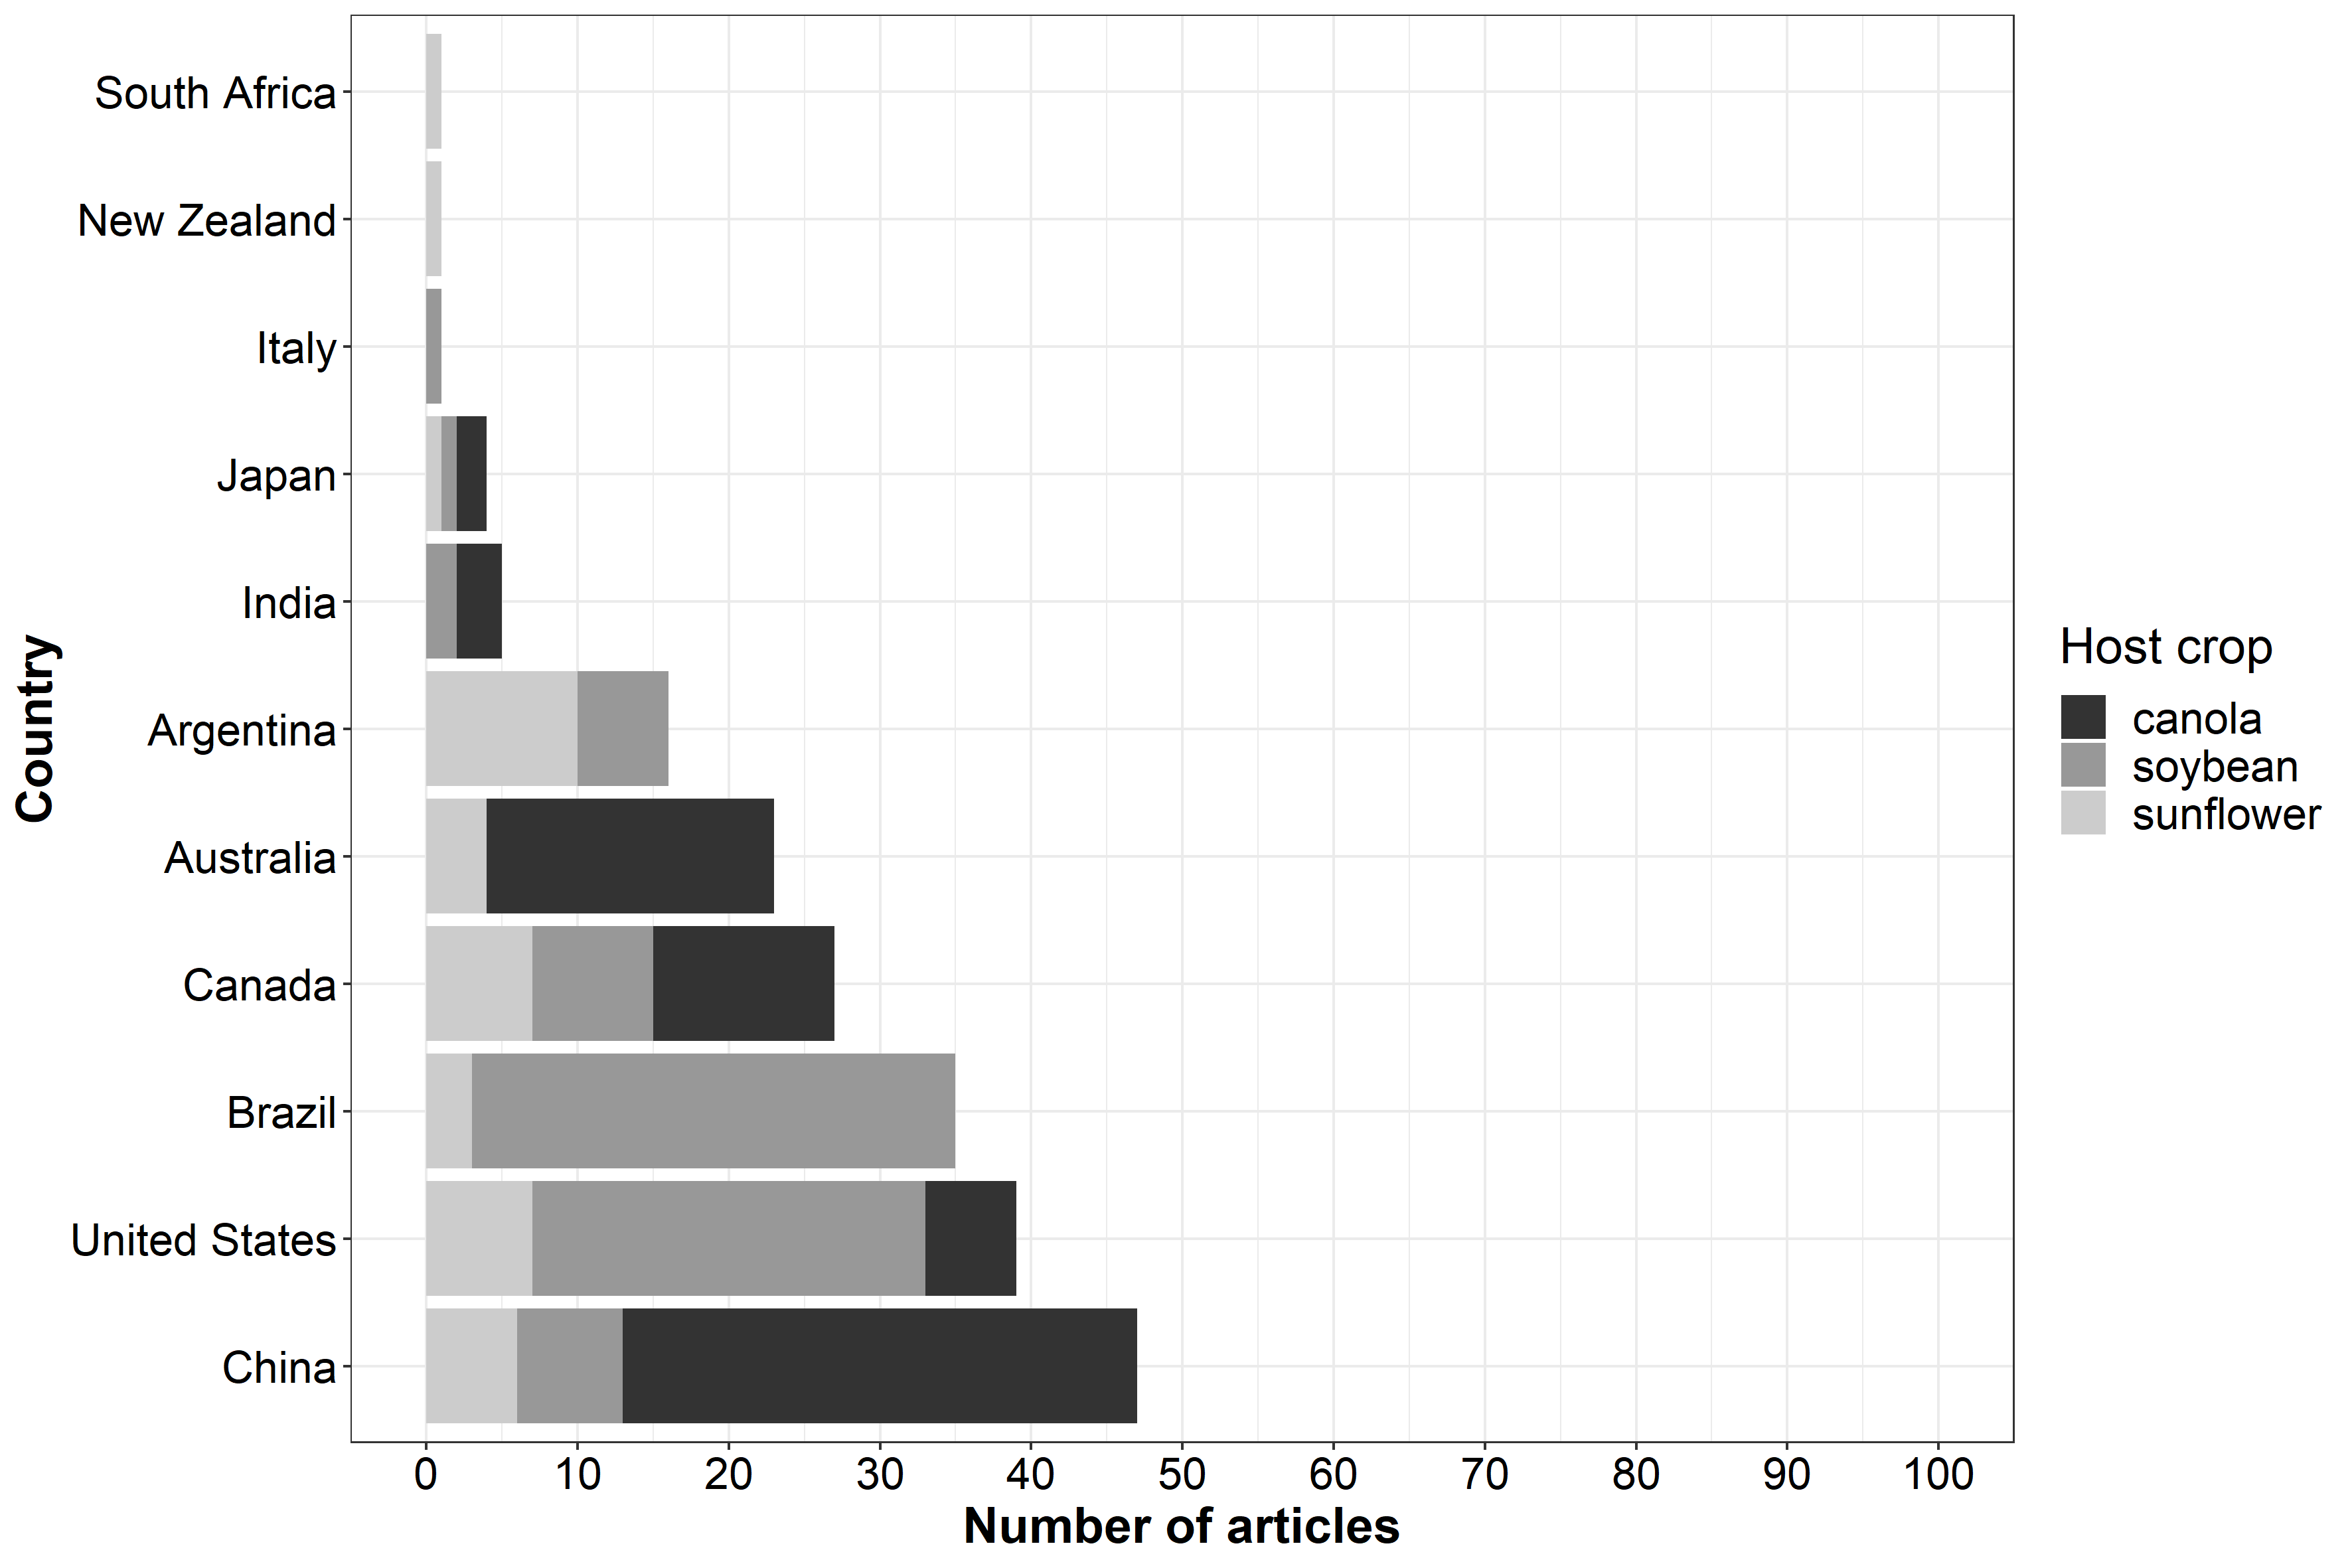 South Africa
New Zealand
Italy
Japan
India
Argentina
Australia
Canada
Brazil
United States
China
Country
0 10 20 30 40 50 60 70 80 90 100
Number of articles
Host crop
canola
soybean
sunflower